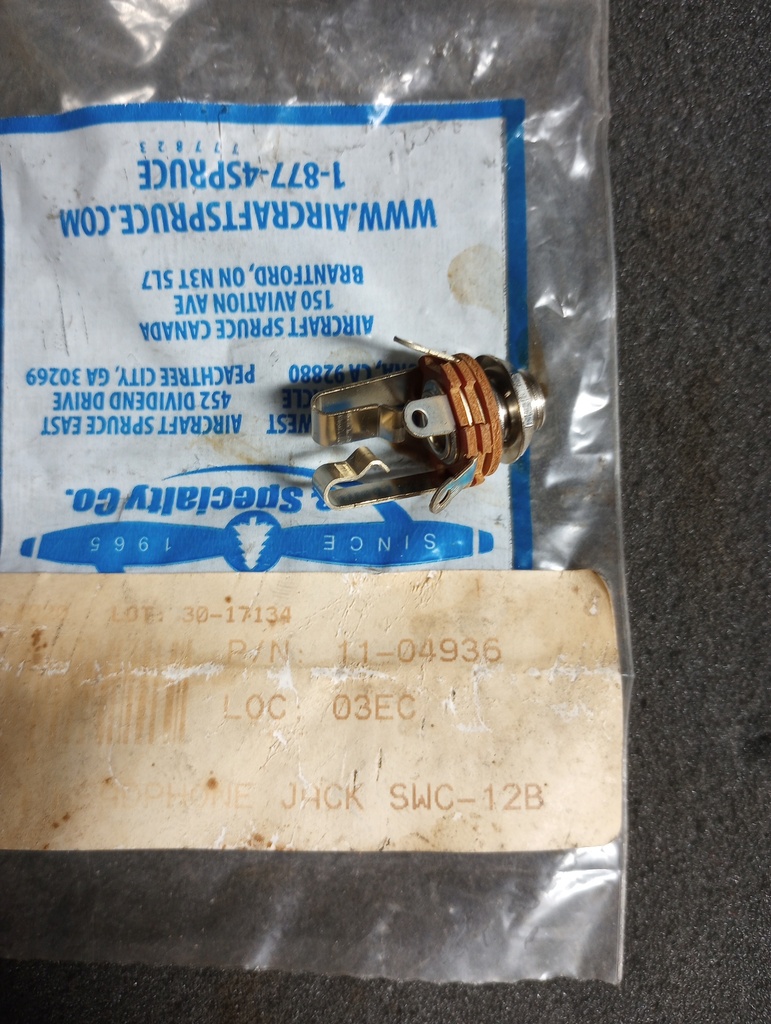 SINCE 1965
& Specialty Co.
AIRCRAFT SPRUCE EAST
452 DIVIDEND DRIVE
PEACHTREE CITY, GA 30269
WEST
CA 92880
AIRCRAFT SPRUCE CANADA
150 AVIATION AVE
BRANTFORD, ON N3T 5L7
WWW.AIRCRAFTSPRUCE.COM
1-877-4SPRUCE
777823
LOT: 30-17134
P/N: 11-04936
LOC: 03EC
JACK SWC-12B